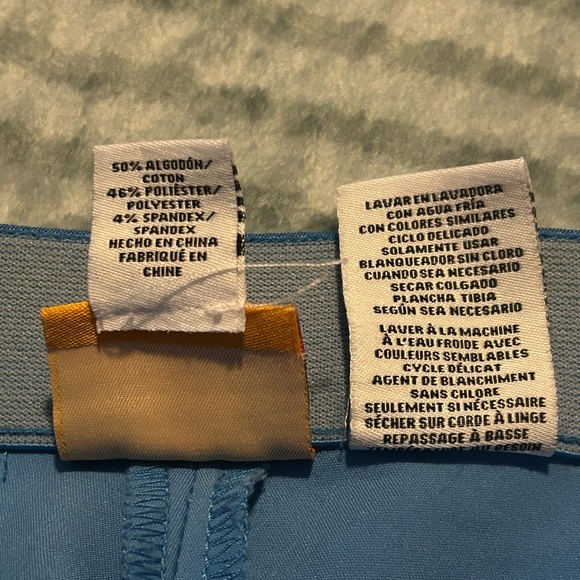 50% ALGODÓN/
COTON
46% POLIÉSTER/
POLYESTER
4% SPANDEX/
SPANDEX
HECHO EN CHINA
FABRIQUÉ EN
CHINE
LAVAR EN LAVADORA
CON AGUA FRÍA
CON COLORES SIMILARES
CICLO DELICADO
SOLAMENTE USAR
BLANQUEADOR SIN CLORO
CUANDO SEA NECESARIO
SECAR COLGADO
PLANCHA TIBIA
SEGÚN SEA NECESARIO
LAVER À LA MACHINE
À L'EAU FROIDE AVEC
COULEURS SEMBLABLES
CYCLE DÉLICAT
AGENT DE BLANCHIMENT
SANS CHLORE
SEULEMENT SI NÉCESSAIRE
SÉCHER SUR CORDE À LINGE
REPASSAGE À BASSE
TEMPÉRATURE AU BESOIN